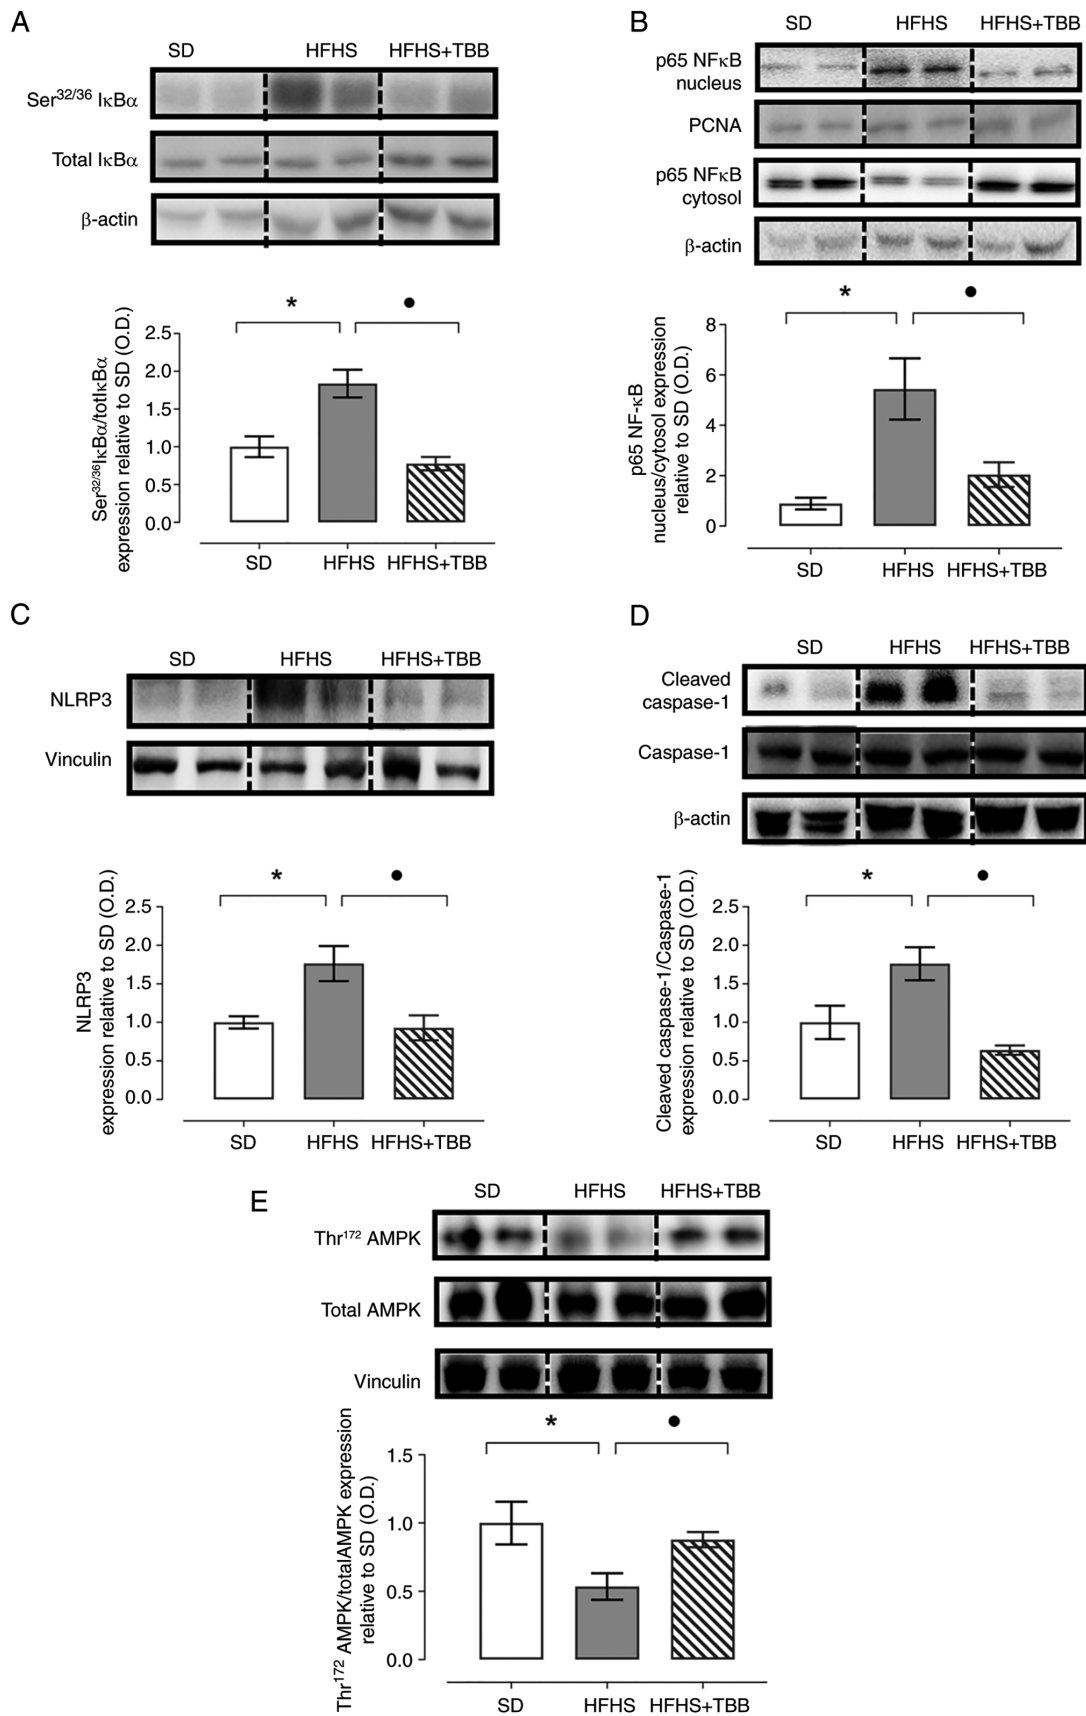 A
SD HFHS HFHS+TBB
Ser32/36 IκBα
Total IκBα
β-actin
* •
Ser32/36IκBα/totIκBα
expression relative to SD (O.D.)
2.5
2.0
1.5
1.0
0.5
0.0
SD HFHS HFHS+TBB
B
SD HFHS HFHS+TBB
p65 NFκB
nucleus
PCNA
p65 NFκB
cytosol
β-actin
* •
p65 NF-κB
nucleus/cytosol expression
relative to SD (O.D.)
8
6
4
2
0
SD HFHS HFHS+TBB
C
SD HFHS HFHS+TBB
NLRP3
Vinculin
* •
NLRP3
expression relative to SD (O.D.)
2.5
2.0
1.5
1.0
0.5
0.0
SD HFHS HFHS+TBB
D
SD HFHS HFHS+TBB
Cleaved
caspase-1
Caspase-1
β-actin
* •
Cleaved caspase-1/Caspase-1
expression relative to SD (O.D.)
2.5
2.0
1.5
1.0
0.5
0.0
SD HFHS HFHS+TBB
E
SD HFHS HFHS+TBB
Thr172 AMPK
Total AMPK
Vinculin
* •
Thr172 AMPK/totalAMPK expression
relative to SD (O.D.)
1.5
1.0
0.5
0.0
SD HFHS HFHS+TBB